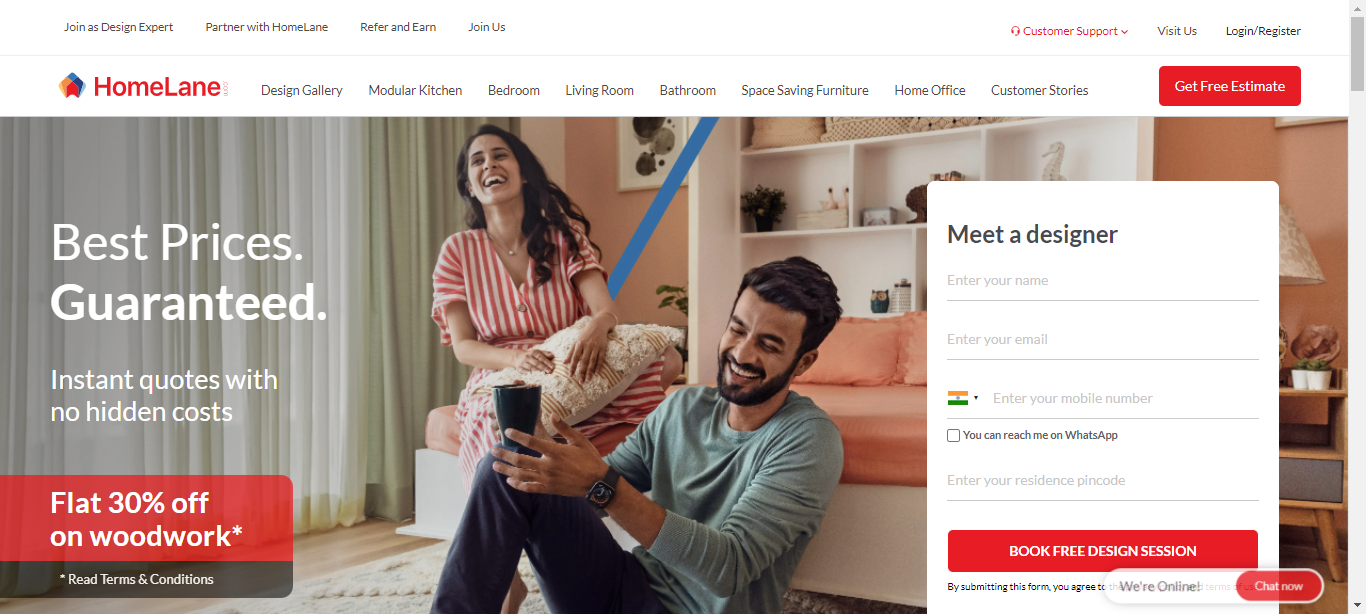 Join as Design Expert
Partner with HomeLane
Refer and Earn
Join Us
Customer Support
Visit Us
Login/Register
HomeLane
Design Gallery
Modular Kitchen
Bedroom
Living Room
Bathroom
Space Saving Furniture
Home Office
Customer Stories
Get Free Estimate
Best Prices.
Guaranteed.
Instant quotes with
no hidden costs
Flat 30% off
on woodwork*
* Read Terms & Conditions
Meet a designer
Enter your name
Enter your email
Enter your mobile number
You can reach me on WhatsApp
Enter your residence pincode
BOOK FREE DESIGN SESSION
By submitting this form, you agree to
terms of
We're Online!
Chat now